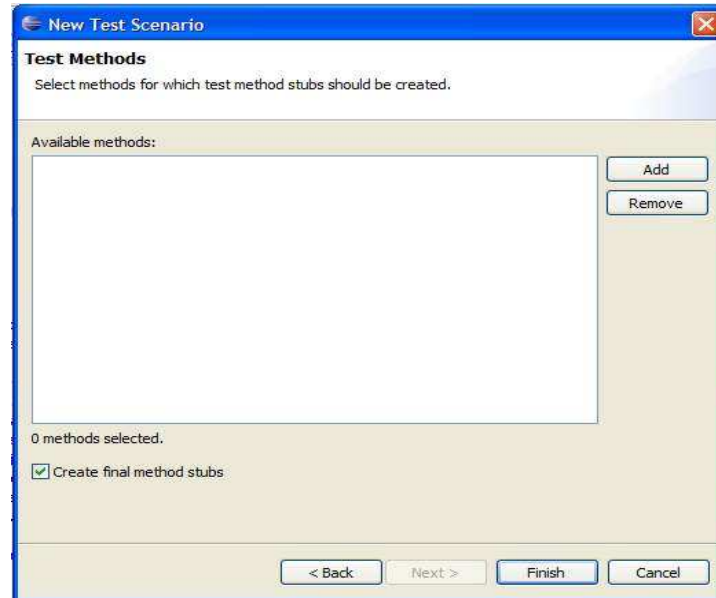 New Test Scenario
Test Methods
Select methods for which test method stubs should be created.
Available methods:
Add
Remove
0 methods selected.
Create final method stubs
< Back Next > Finish Cancel